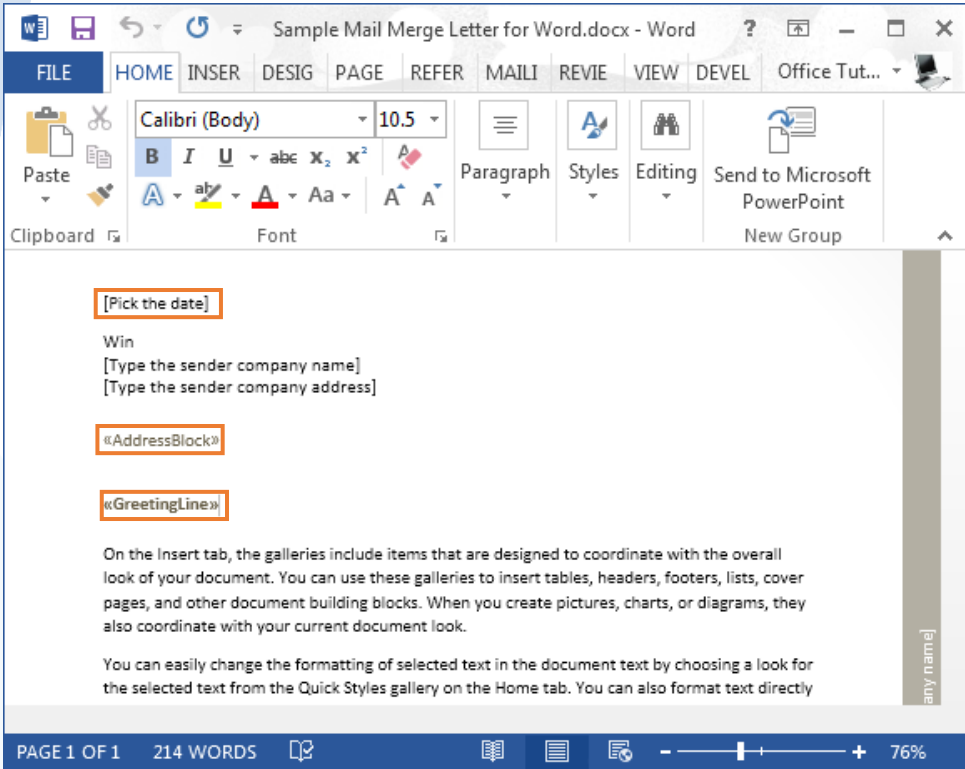 Sample Mail Merge Letter for Word.docx - Word ?
FILE HOME INSER DESIG PAGE REFER MAILI REVIE VIEW DEVEL Office Tut...
Calibri (Body) 10.5
B I U abc X₂ X² A
Paste
A ab A Aa A A
Paragraph Styles Editing Send to Microsoft
PowerPoint
Clipboard Font New Group
[Pick the date]
Win
[Type the sender company name]
[Type the sender company address]
«AddressBlock»
«GreetingLine»
On the Insert tab, the galleries include items that are designed to coordinate with the overall
look of your document. You can use these galleries to insert tables, headers, footers, lists, cover
pages, and other document building blocks. When you create pictures, charts, or diagrams, they
also coordinate with your current document look.
You can easily change the formatting of selected text in the document text by choosing a look for
the selected text from the Quick Styles gallery on the Home tab. You can also format text directly
any name]
PAGE 1 OF 1 214 WORDS 76%